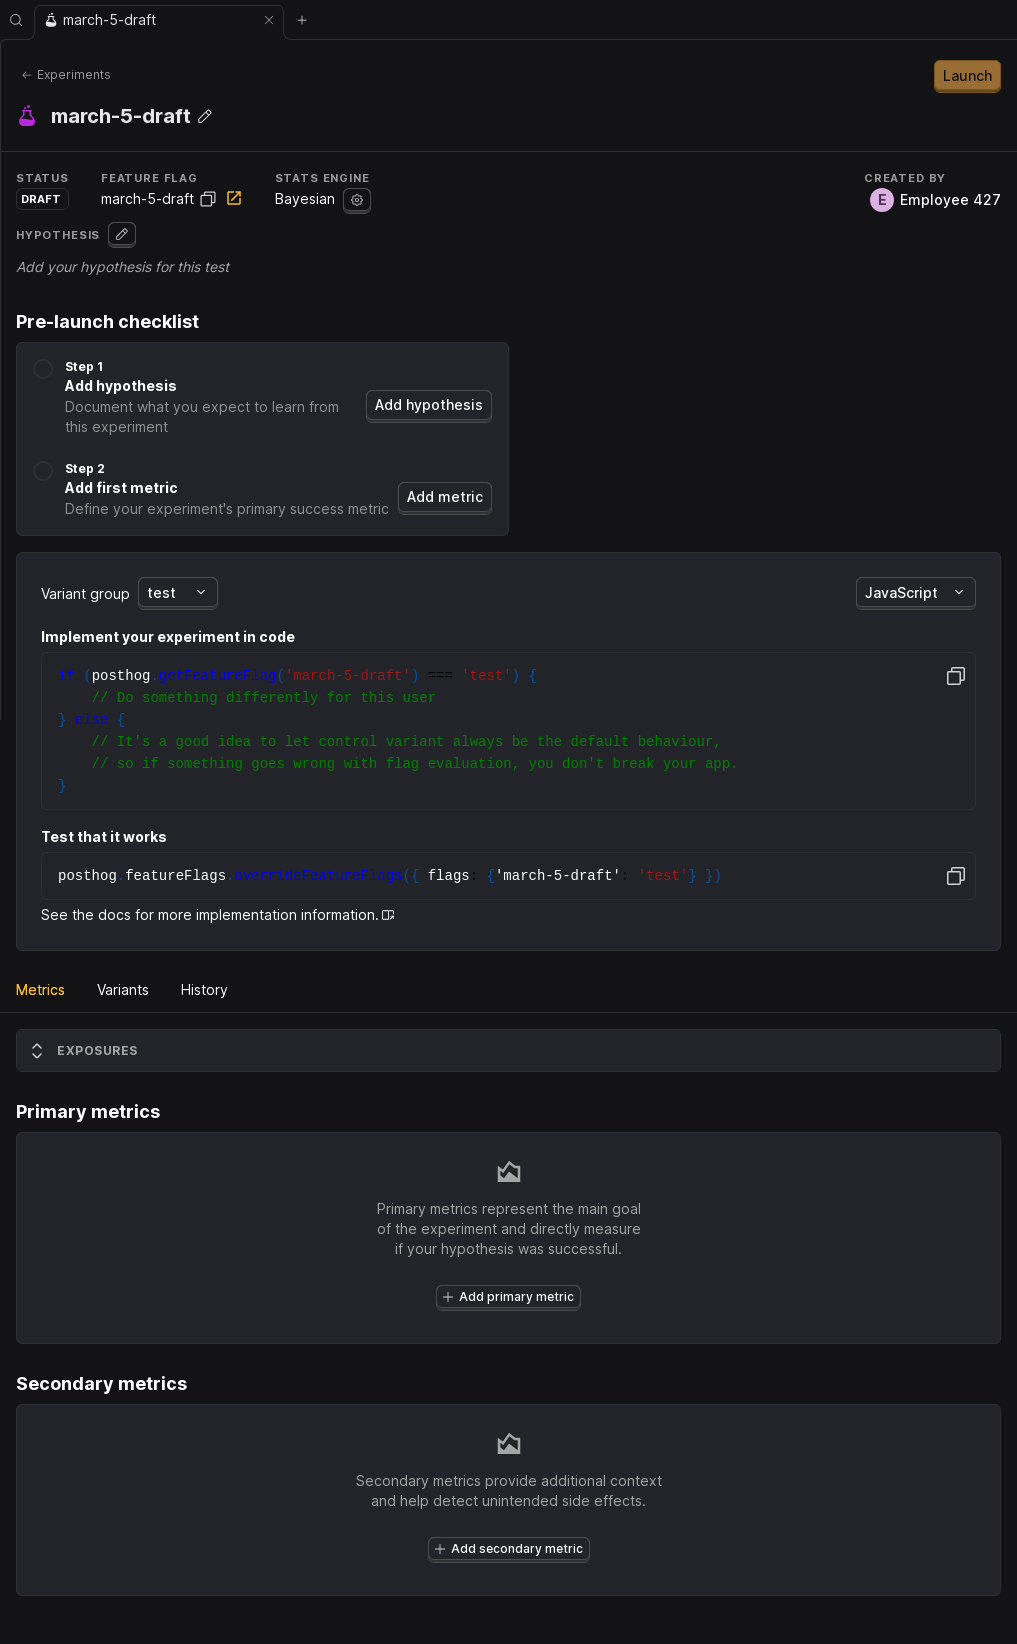 march-5-draft
Experiments
Launch
march-5-draft
STATUS
FEATURE FLAG
STATS ENGINE
CREATED BY
DRAFT
march-5-draft
Bayesian
E
Employee 427
HYPOTHESIS
Add your hypothesis for this test
Pre-launch checklist
Step 1
Add hypothesis
Document what you expect to learn from
this experiment
Add hypothesis
Step 2
Add first metric
Define your experiment's primary success metric
Add metric
Variant group
test
JavaScript
Implement your experiment in code
if (posthog.getFeatureFlag('march-5-draft') === 'test') {
    // Do something differently for this user
} else {
    // It's a good idea to let control variant always be the default behaviour,
    // so if something goes wrong with flag evaluation, you don't break your app.
}
Test that it works
posthog.featureFlags.overrideFeatureFlags({ flags: {'march-5-draft': 'test'} })
See the docs for more implementation information.
Metrics
Variants
History
EXPOSURES
Primary metrics
Primary metrics represent the main goal
of the experiment and directly measure
if your hypothesis was successful.
Add primary metric
Secondary metrics
Secondary metrics provide additional context
and help detect unintended side effects.
Add secondary metric